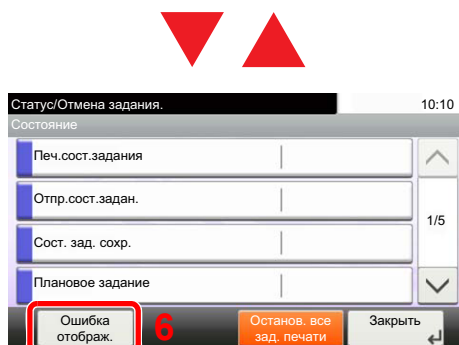 Статус/Отмена задания. 10:10
Состояние
Печ.сост.задания
Отпр.сост.задан.
1/5
Сост. зад. сохр.
Плановое задание
Ошибка
отображ.
6
Останов. все
зад. печати
Закрыть